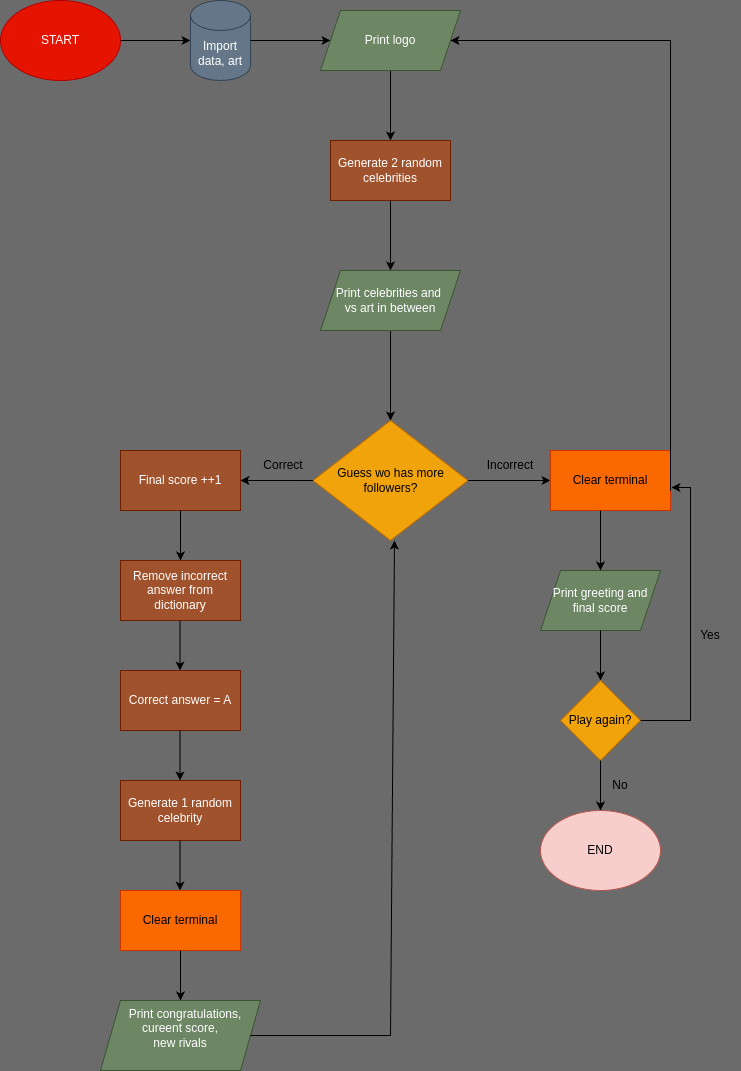 START
Import
data, art
Print logo
Generate 2 random
celebrities
Print celebrities and
vs art in between
Guess wo has more
followers?
Correct
Incorrect
Final score ++1
Remove incorrect
answer from
dictionary
Correct answer = A
Generate 1 random
celebrity
Clear terminal
Print congratulations,
cureent score,
new rivals
Clear terminal
Print greeting and
final score
Play again?
Yes
No
END